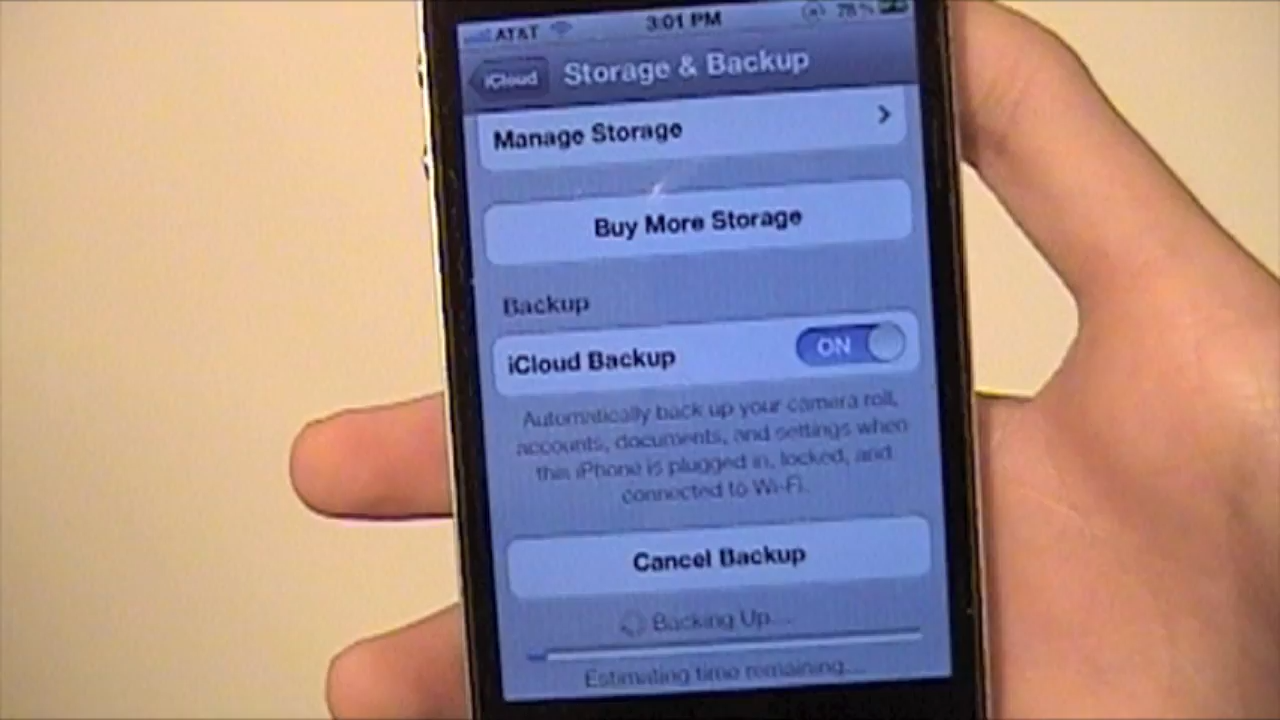 AT&T 3:01 PM 78%
iCloud Storage & Backup
Manage Storage
Buy More Storage
Backup
iCloud Backup ON
Automatically back up your camera roll,
accounts, documents, and settings when
this iPhone is plugged in, locked, and
connected to Wi-Fi.
Cancel Backup
Backing Up...
Estimating time remaining...